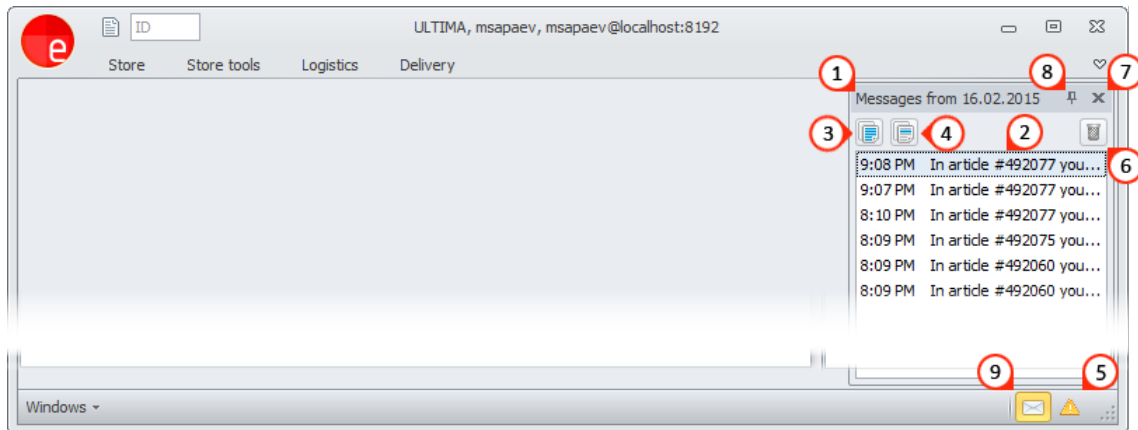 e
ID
ULTIMA, msapaev, msapaev@localhost:8192
Store Store tools Logistics Delivery
1
8
7
Messages from 16.02.2015
3
4
2
6
9:08 PM In article #492077 you...
9:07 PM In article #492077 you...
8:10 PM In article #492077 you...
8:09 PM In article #492075 you...
8:09 PM In article #492060 you...
8:09 PM In article #492060 you...
9
5
Windows